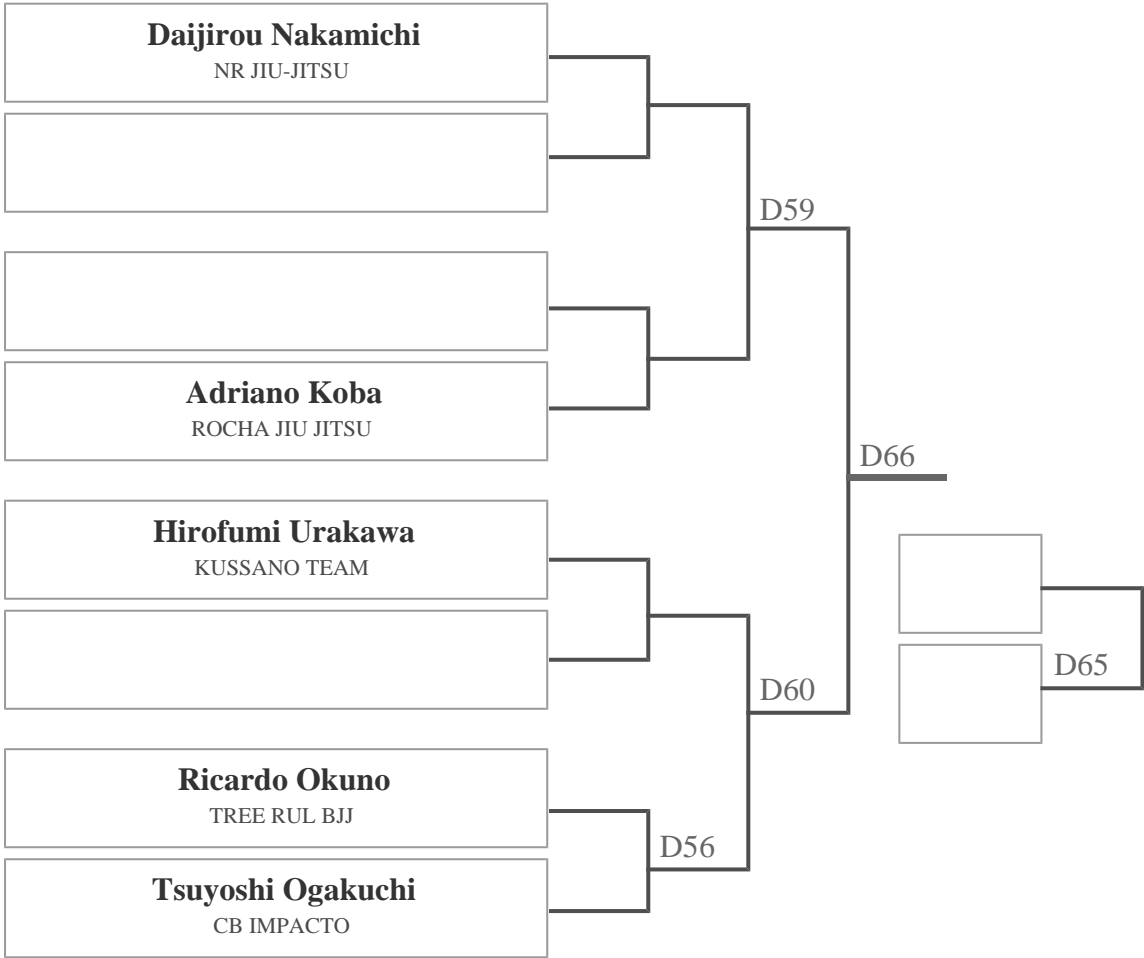 Daijirou Nakamichi
NR JIU-JITSU
D59
Adriano Koba
ROCHA JIU JITSU
D66
Hirofumi Urakawa
KUSSANO TEAM
D65
D60
Ricardo Okuno
TREE RUL BJJ
D56
Tsuyoshi Ogakuchi
CB IMPACTO